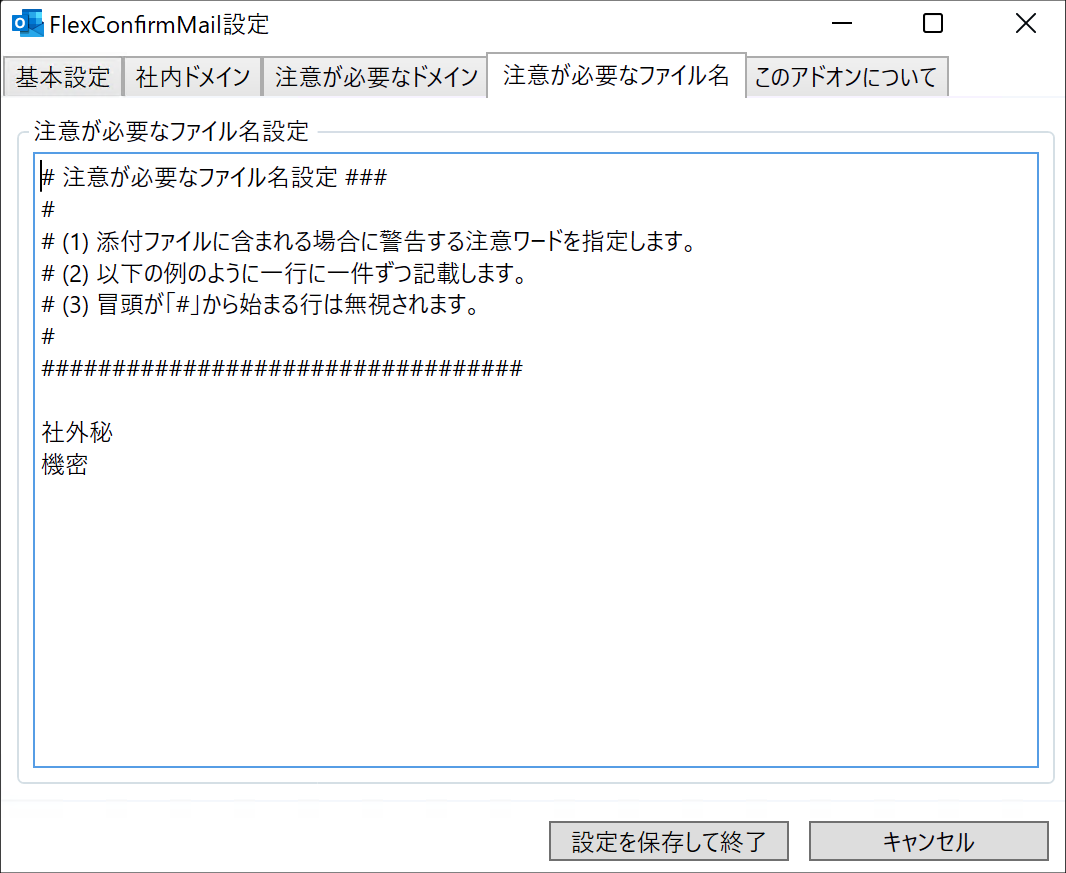 FlexConfirmMail設定
基本設定 社内ドメイン 注意が必要なドメイン 注意が必要なファイル名 このアドオンについて
注意が必要なファイル名設定
# 注意が必要なファイル名設定 ###
#
# (1) 添付ファイルに含まれる場合に警告する注意ワードを指定します。
# (2) 以下の例のように一行に一件ずつ記載します。
# (3) 冒頭が「#」から始まる行は無視されます。
#
##################################
社外秘
機密
設定を保存して終了 キャンセル